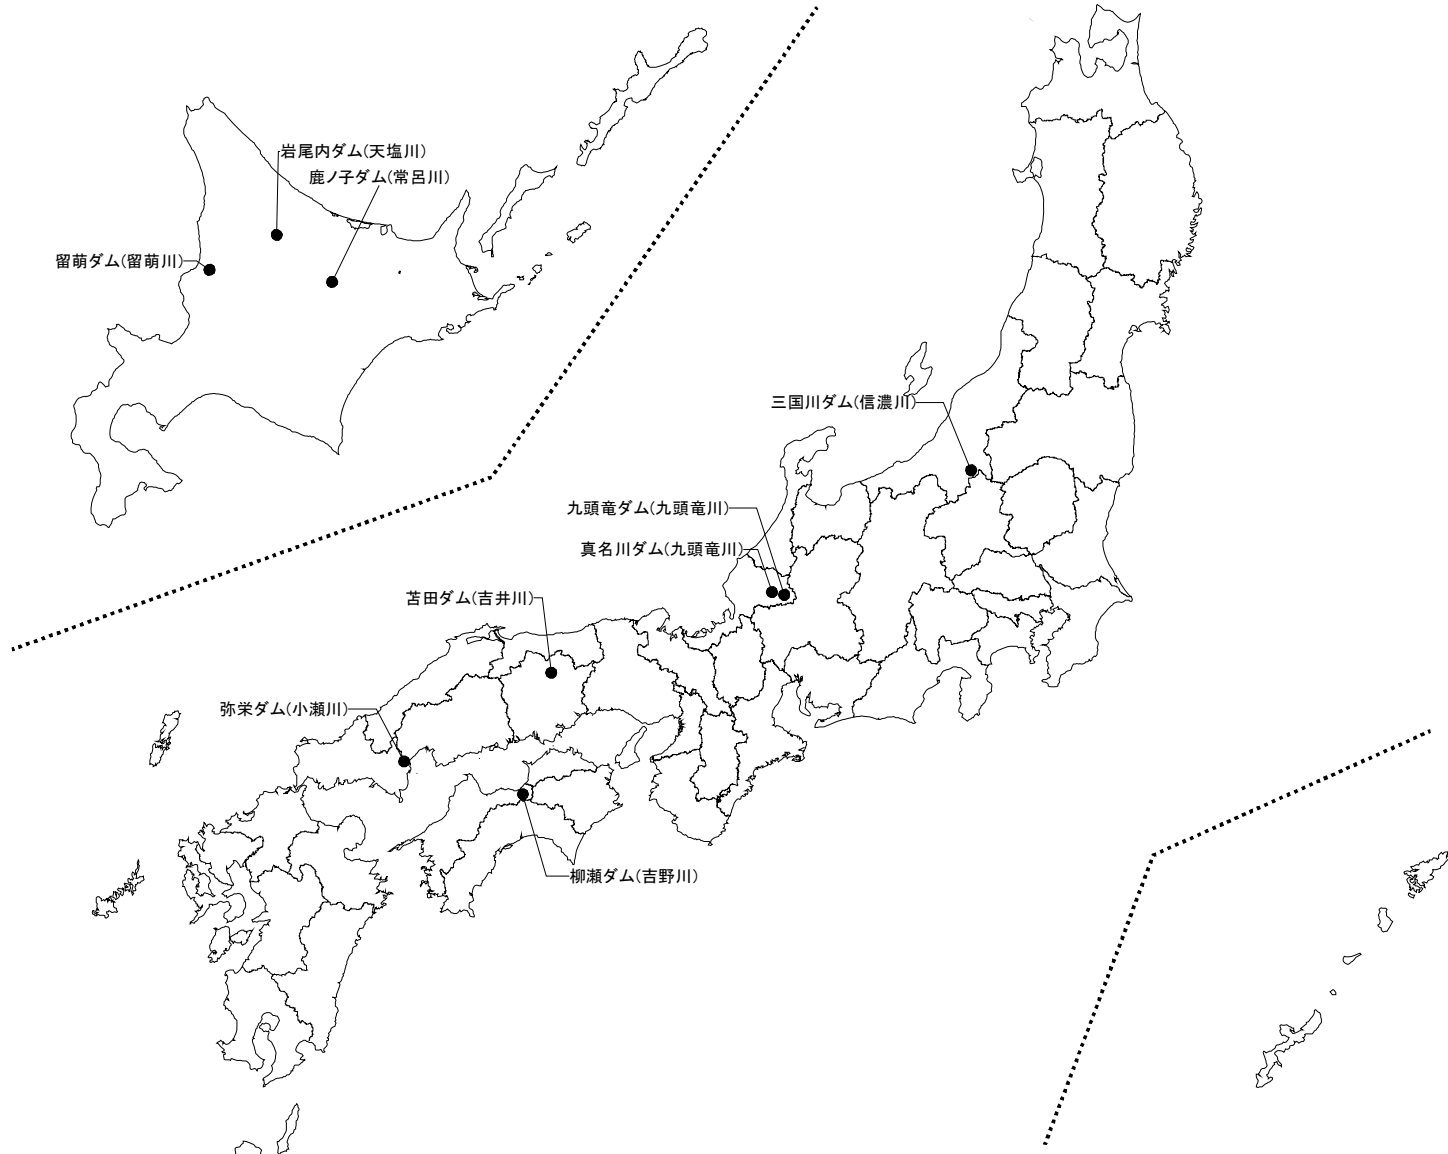 岩尾内ダム(天塩川)
鹿ノ子ダム(常呂川)
留萌ダム(留萌川)
三国川ダム(信濃川)
九頭竜ダム(九頭竜川)
真名川ダム(九頭竜川)
苫田ダム(吉井川)
弥栄ダム(小瀬川)
柳瀬ダム(吉野川)